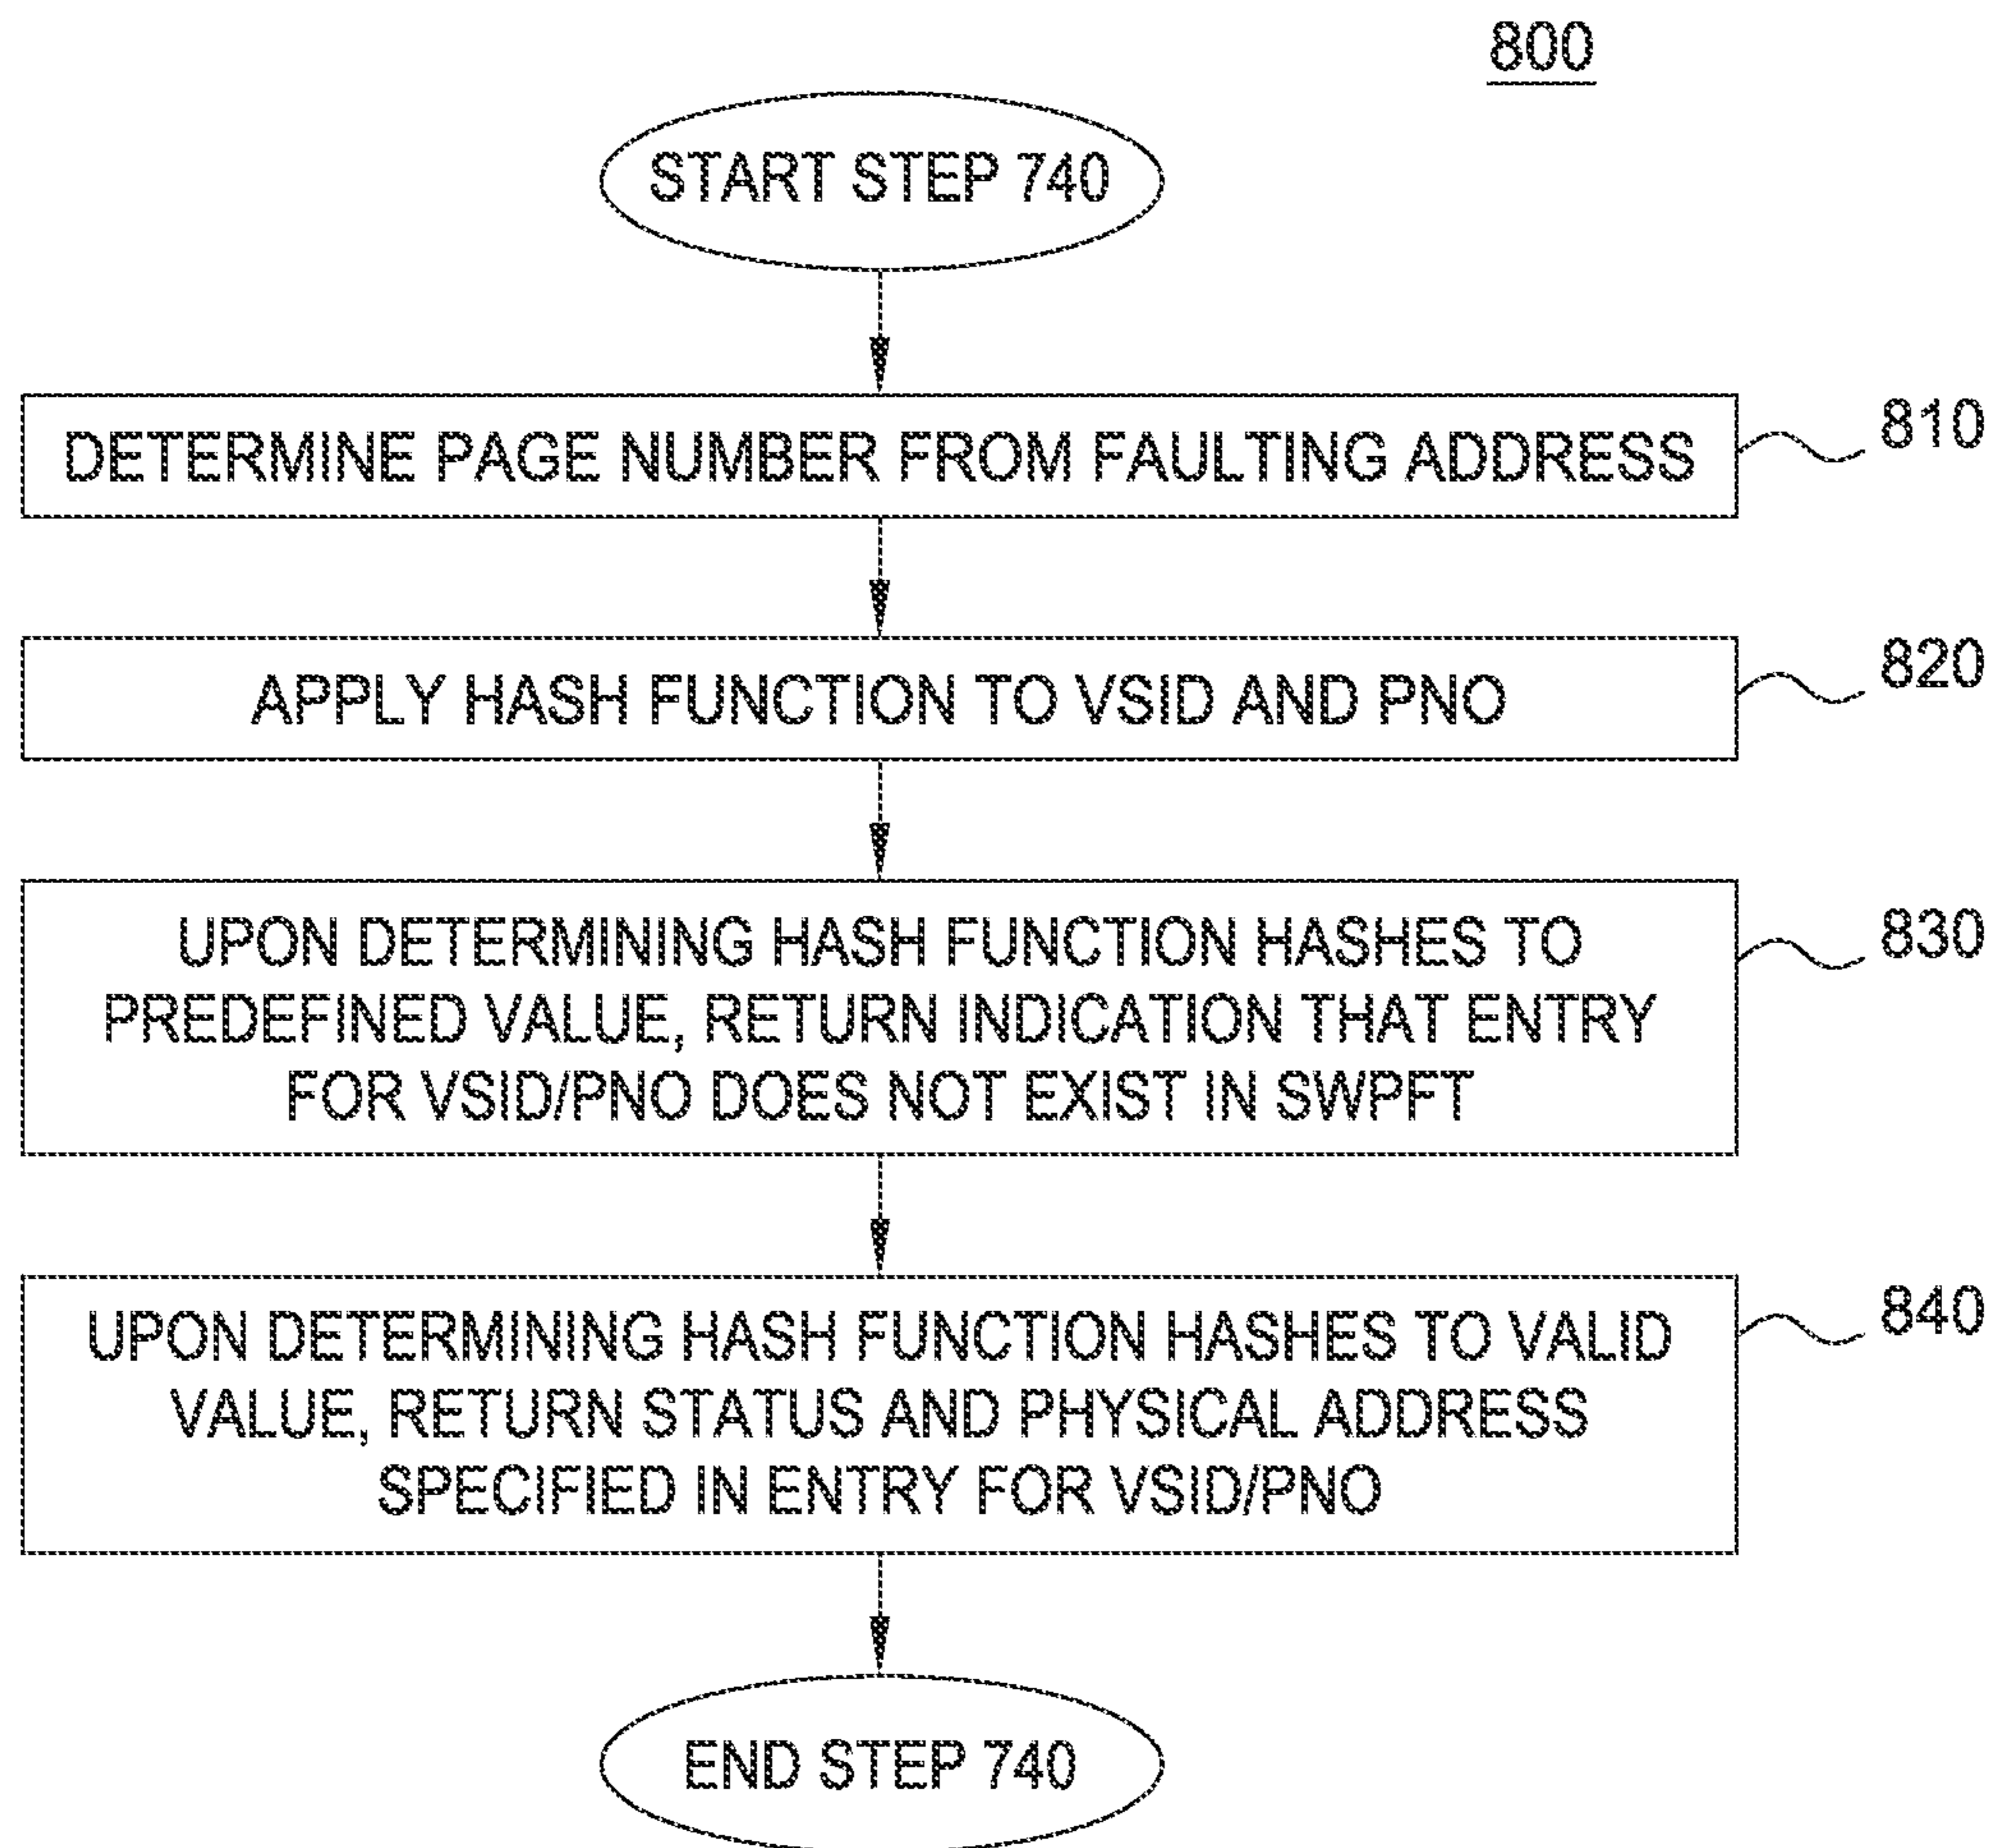 800
START STEP 740
DETERMINE PAGE NUMBER FROM FAULTING ADDRESS
810
APPLY HASH FUNCTION TO VSID AND PNO
820
UPON DETERMINING HASH FUNCTION HASHES TO
PREDEFINED VALUE, RETURN INDICATION THAT ENTRY
FOR VSID/PNO DOES NOT EXIST IN SWPFT
830
UPON DETERMINING HASH FUNCTION HASHES TO VALID
VALUE, RETURN STATUS AND PHYSICAL ADDRESS
SPECIFIED IN ENTRY FOR VSID/PNO
840
END STEP 740